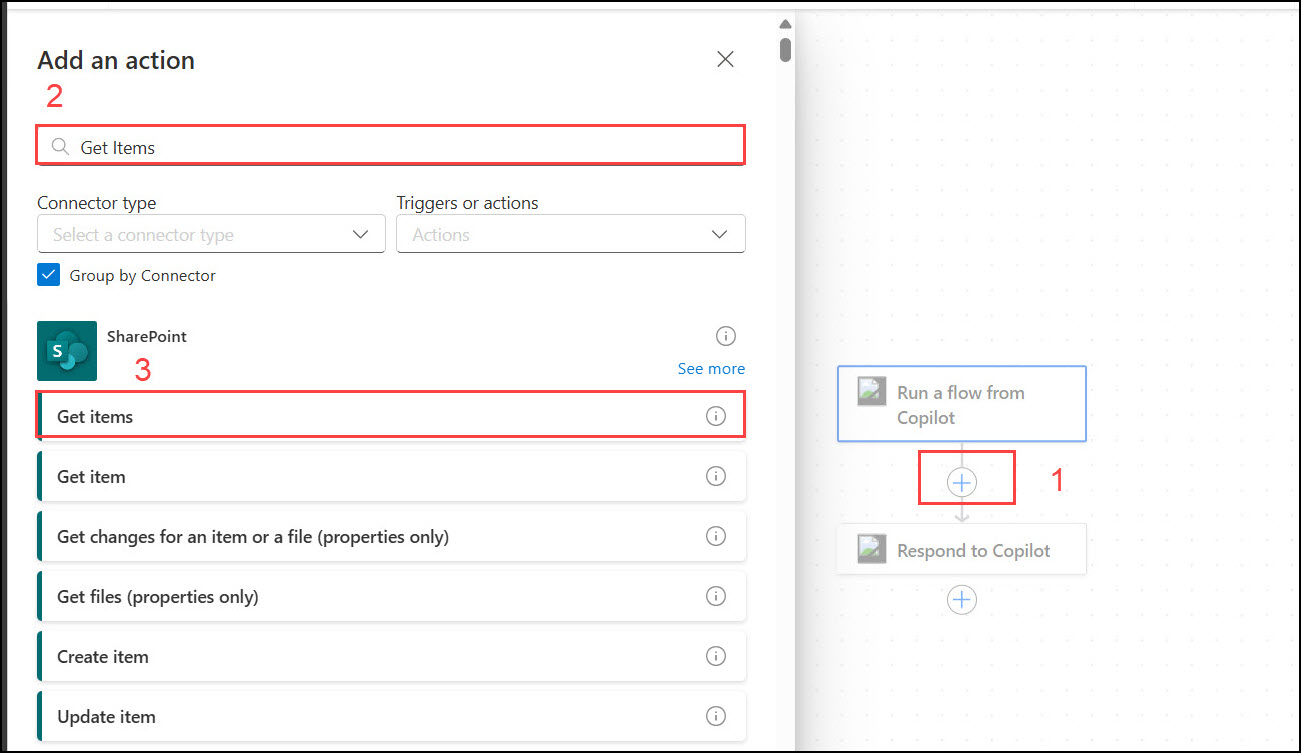 Add an action
2
Get Items
Connector type
Triggers or actions
Select a connector type
Actions
Group by Connector
S
SharePoint
3
See more
Get items
Get item
Get changes for an item or a file (properties only)
Get files (properties only)
Create item
Update item
Run a flow from
Copilot
1
Respond to Copilot